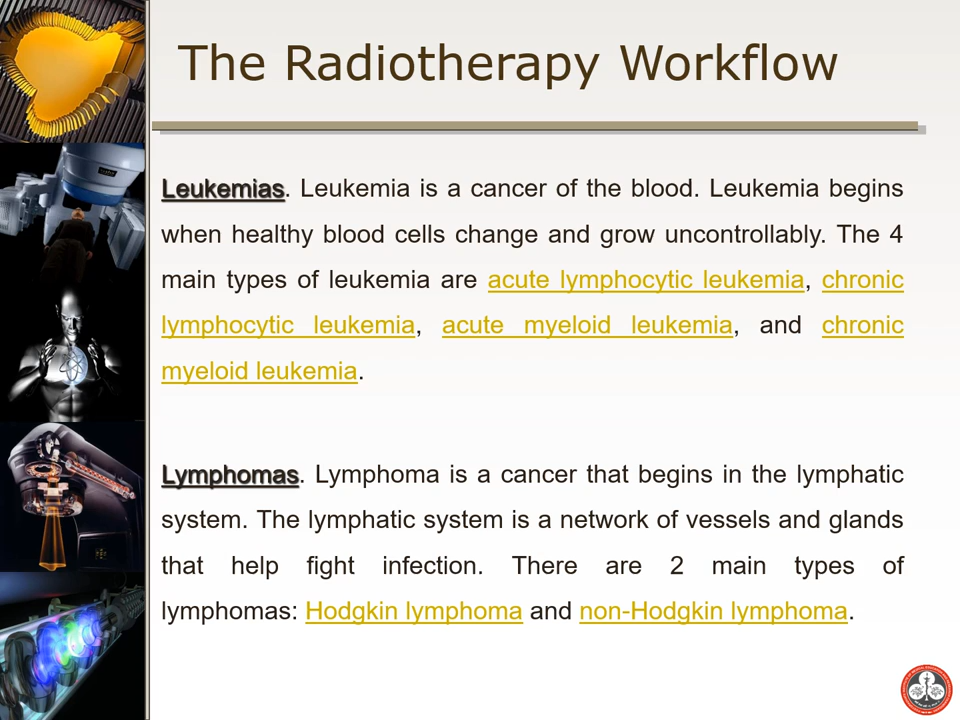 The Radiotherapy Workflow
Leukemias. Leukemia is a cancer of the blood. Leukemia begins
when healthy blood cells change and grow uncontrollably. The 4
main types of leukemia are acute lymphocytic leukemia, chronic
lymphocytic leukemia, acute myeloid leukemia, and chronic
myeloid leukemia.
Lymphomas. Lymphoma is a cancer that begins in the lymphatic
system. The lymphatic system is a network of vessels and glands
that help fight infection. There are 2 main types of
lymphomas: Hodgkin lymphoma and non-Hodgkin lymphoma.